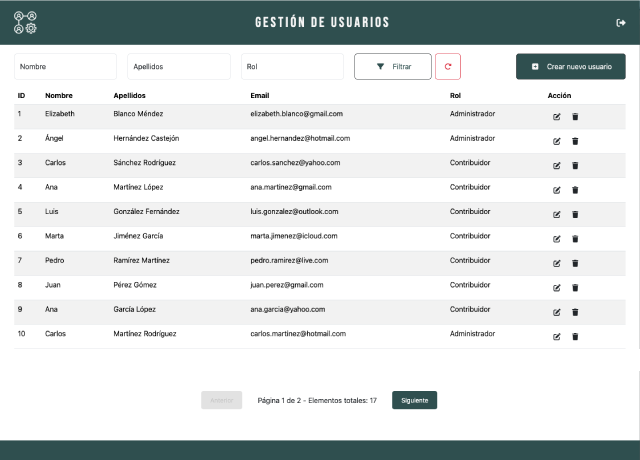 GESTIÓN DE USUARIOS
Nombre Apellidos Rol Filtrar Crear nuevo usuario
ID Nombre Apellidos Email Rol Acción
1 Elizabeth Blanco Méndez elizabeth.blanco@gmail.com Administrador
2 Ángel Hernández Castejón angel.hernandez@hotmail.com Administrador
3 Carlos Sánchez Rodríguez carlos.sanchez@yahoo.com Contribuidor
4 Ana Martínez López ana.martinez@gmail.com Contribuidor
5 Luis González Fernández luis.gonzalez@outlook.com Contribuidor
6 Marta Jiménez García marta.jimenez@icloud.com Contribuidor
7 Pedro Ramírez Martínez pedro.ramirez@live.com Contribuidor
8 Juan Pérez Gómez juan.perez@gmail.com Contribuidor
9 Ana García López ana.garcia@yahoo.com Contribuidor
10 Carlos Martínez Rodríguez carlos.martinez@hotmail.com Administrador
Anterior Página 1 de 2 - Elementos totales: 17 Siguiente